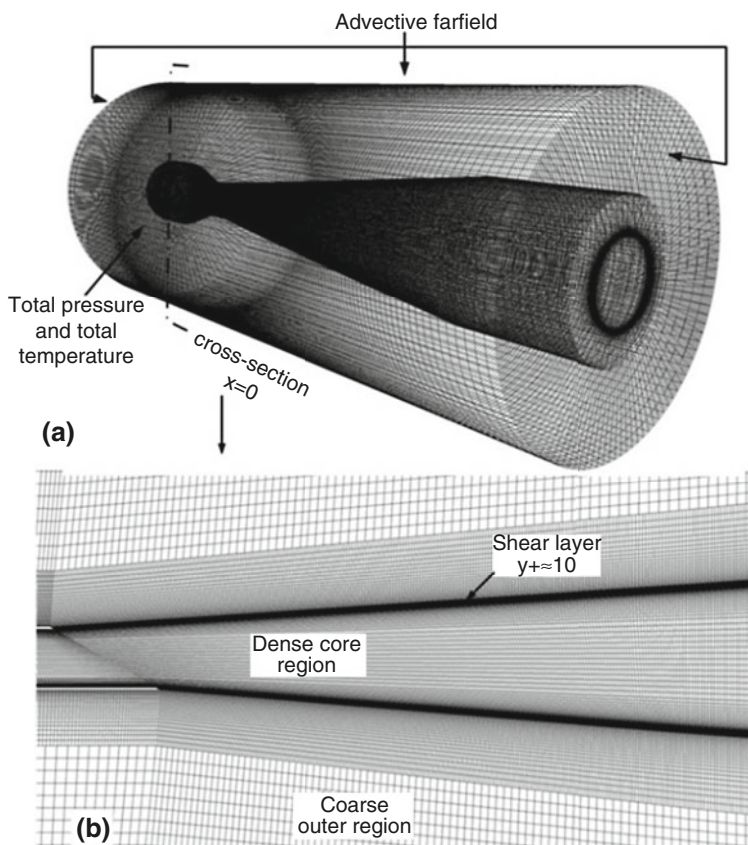 Advective farfield
Total pressure
and total
temperature
cross-section
x=0
(a)
Shear layer
y+≈10
Dense core
region
Coarse
outer region
(b)